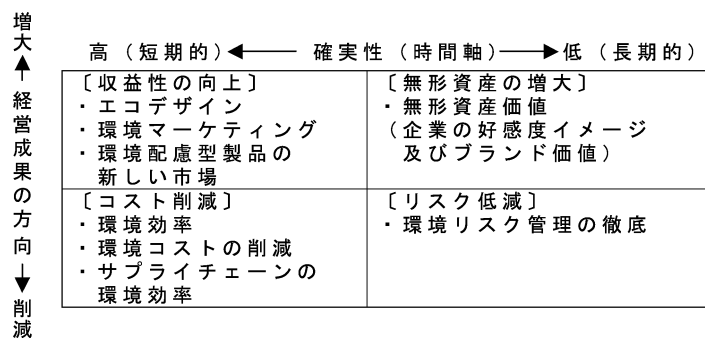 増大
経営成果の方向
削減
高（短期的） 確実性（時間軸） 低（長期的）
〔収益性の向上〕
・エコデザイン
・環境マーケティング
・環境配慮型製品の
新しい市場
〔無形資産の増大〕
・無形資産価値
（企業の好感度イメージ
及びブランド価値）
〔コスト削減〕
・環境効率
・環境コストの削減
・サプライチェーンの
環境効率
〔リスク低減〕
・環境リスク管理の徹底